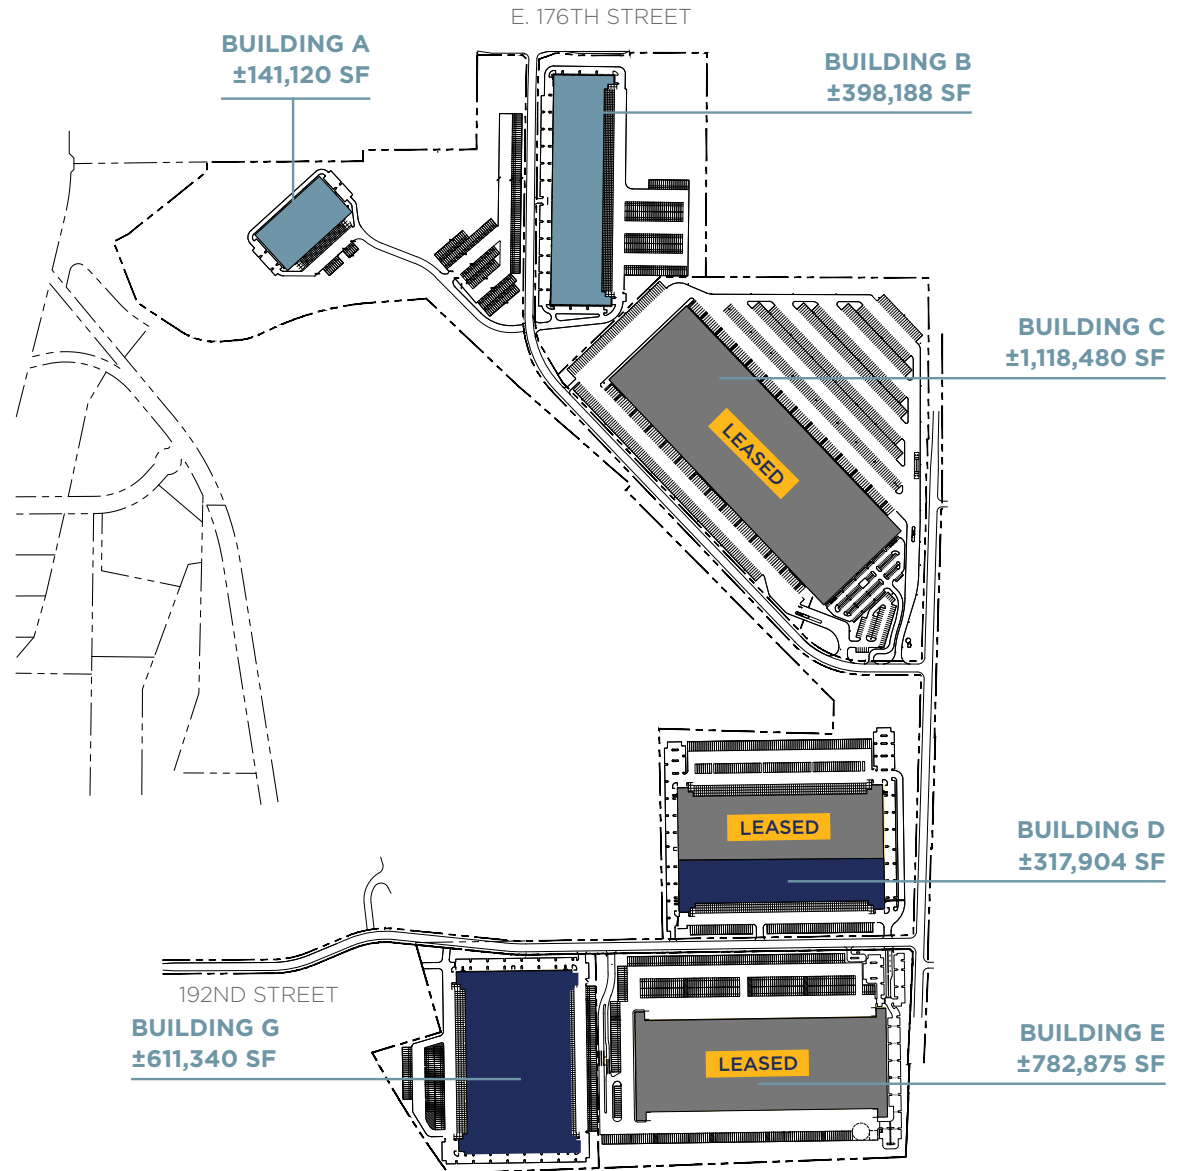 E. 176TH STREET
BUILDING A
±141,120 SF
BUILDING B
±398,188 SF
BUILDING C
±1,118,480 SF
LEASED
LEASED
BUILDING D
±317,904 SF
192ND STREET
BUILDING G
±611,340 SF
LEASED
BUILDING E
±782,875 SF